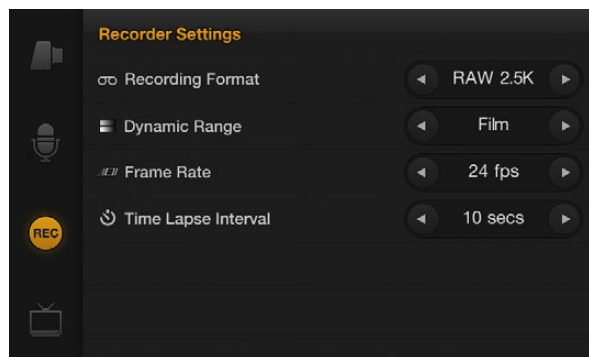 Recorder Settings
Recording Format RAW 2.5K
Dynamic Range Film
Frame Rate 24 fps
Time Lapse Interval 10 secs
REC